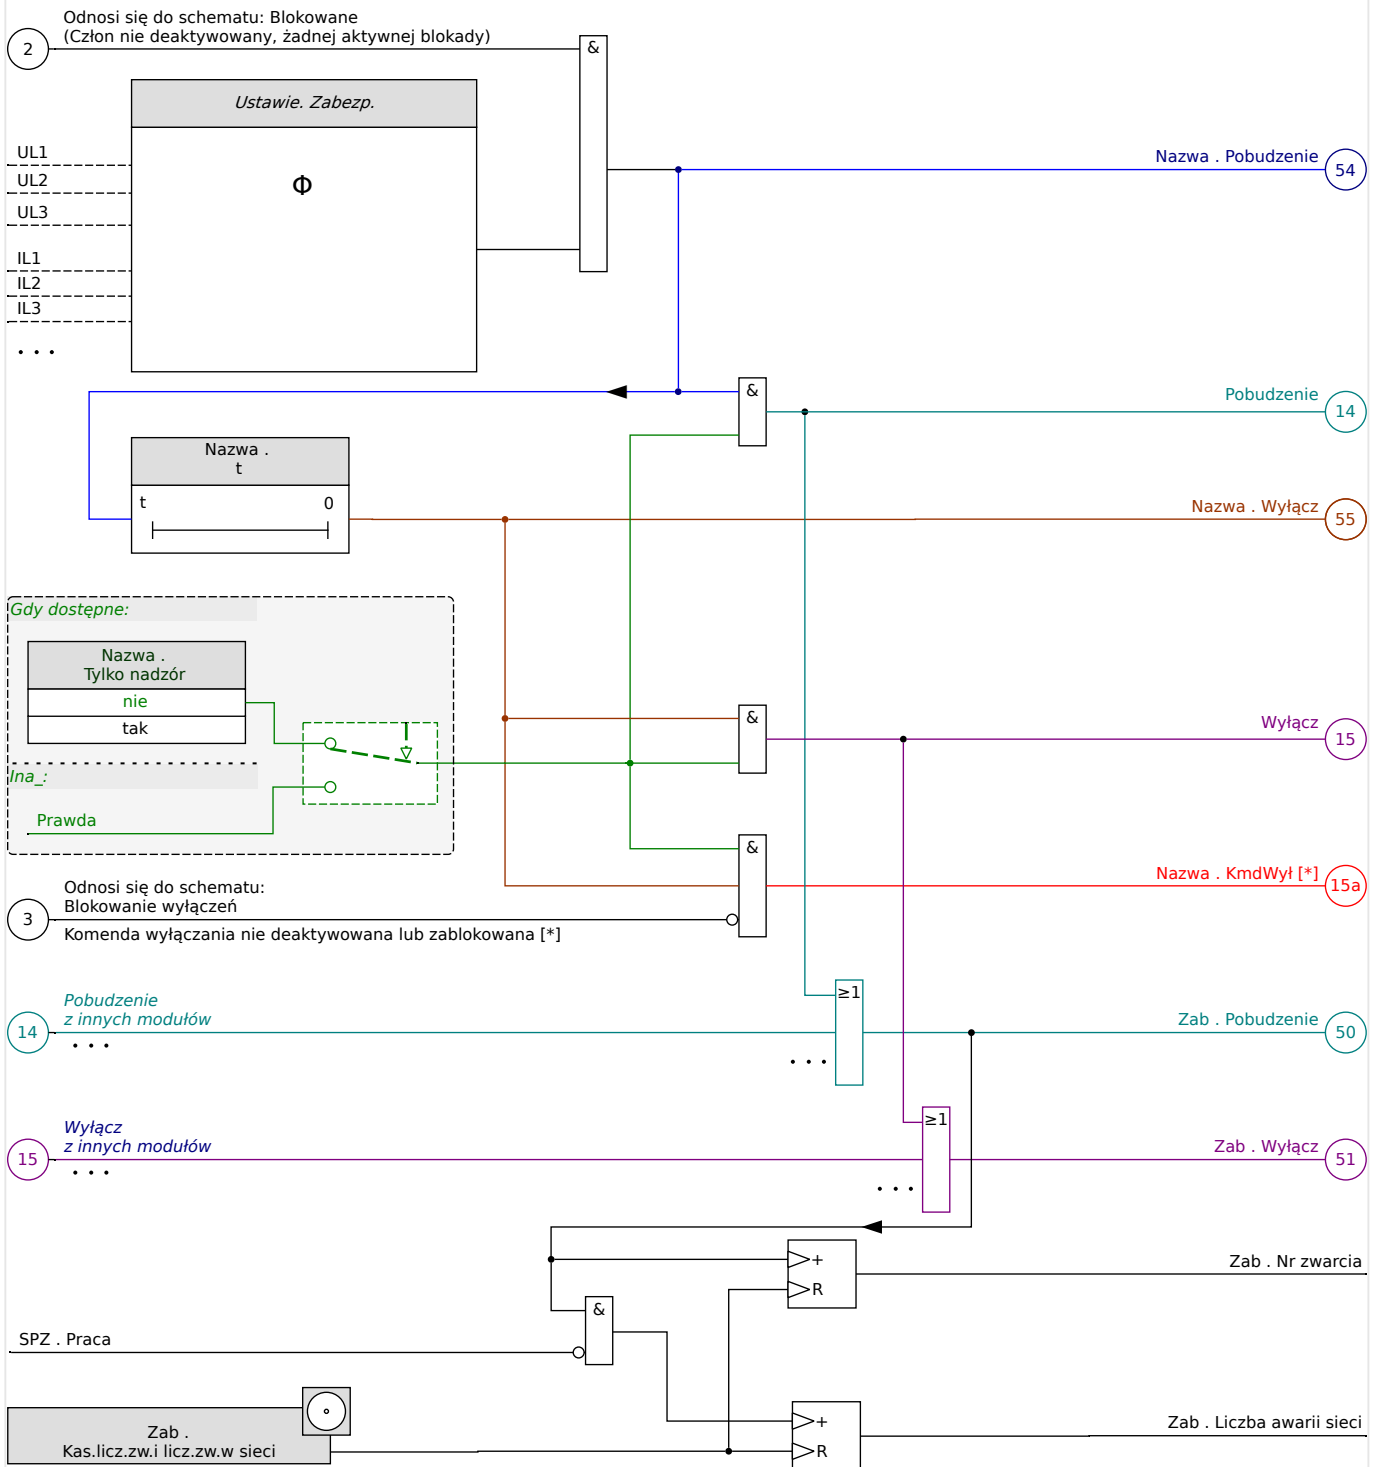 Odnosi się do schematu: Blokowane
(Człon nie deaktywowany, żadnej aktywnej blokady)
2
&
Ustawie. Zabezp.
Φ
UL1
UL2
UL3
IL1
IL2
IL3
• • •
Nazwa . Pobudzenie
54
&
Pobudzenie
14
Nazwa .
t
t 0
Nazwa . Wyłącz
55
Gdy dostępne:
Nazwa .
Tylko nadzór
nie
tak
Ina_:
Prawda
&
Wyłącz
15
&
Nazwa . KmdWył [*]
15a
Odnosi się do schematu:
Blokowanie wyłączeń
3
Komenda wyłączania nie deaktywowana lub zablokowana [*]
Pobudzenie
z innych modułów
14
• • •
≥1
• • •
Zab . Pobudzenie
50
Wyłącz
z innych modułów
15
• • •
≥1
• • •
Zab . Wyłącz
51
+
R
Zab . Nr zwarcia
&
SPZ . Praca
Zab .
Kas.licz.zw.i licz.zw.w sieci
+
R
Zab . Liczba awarii sieci